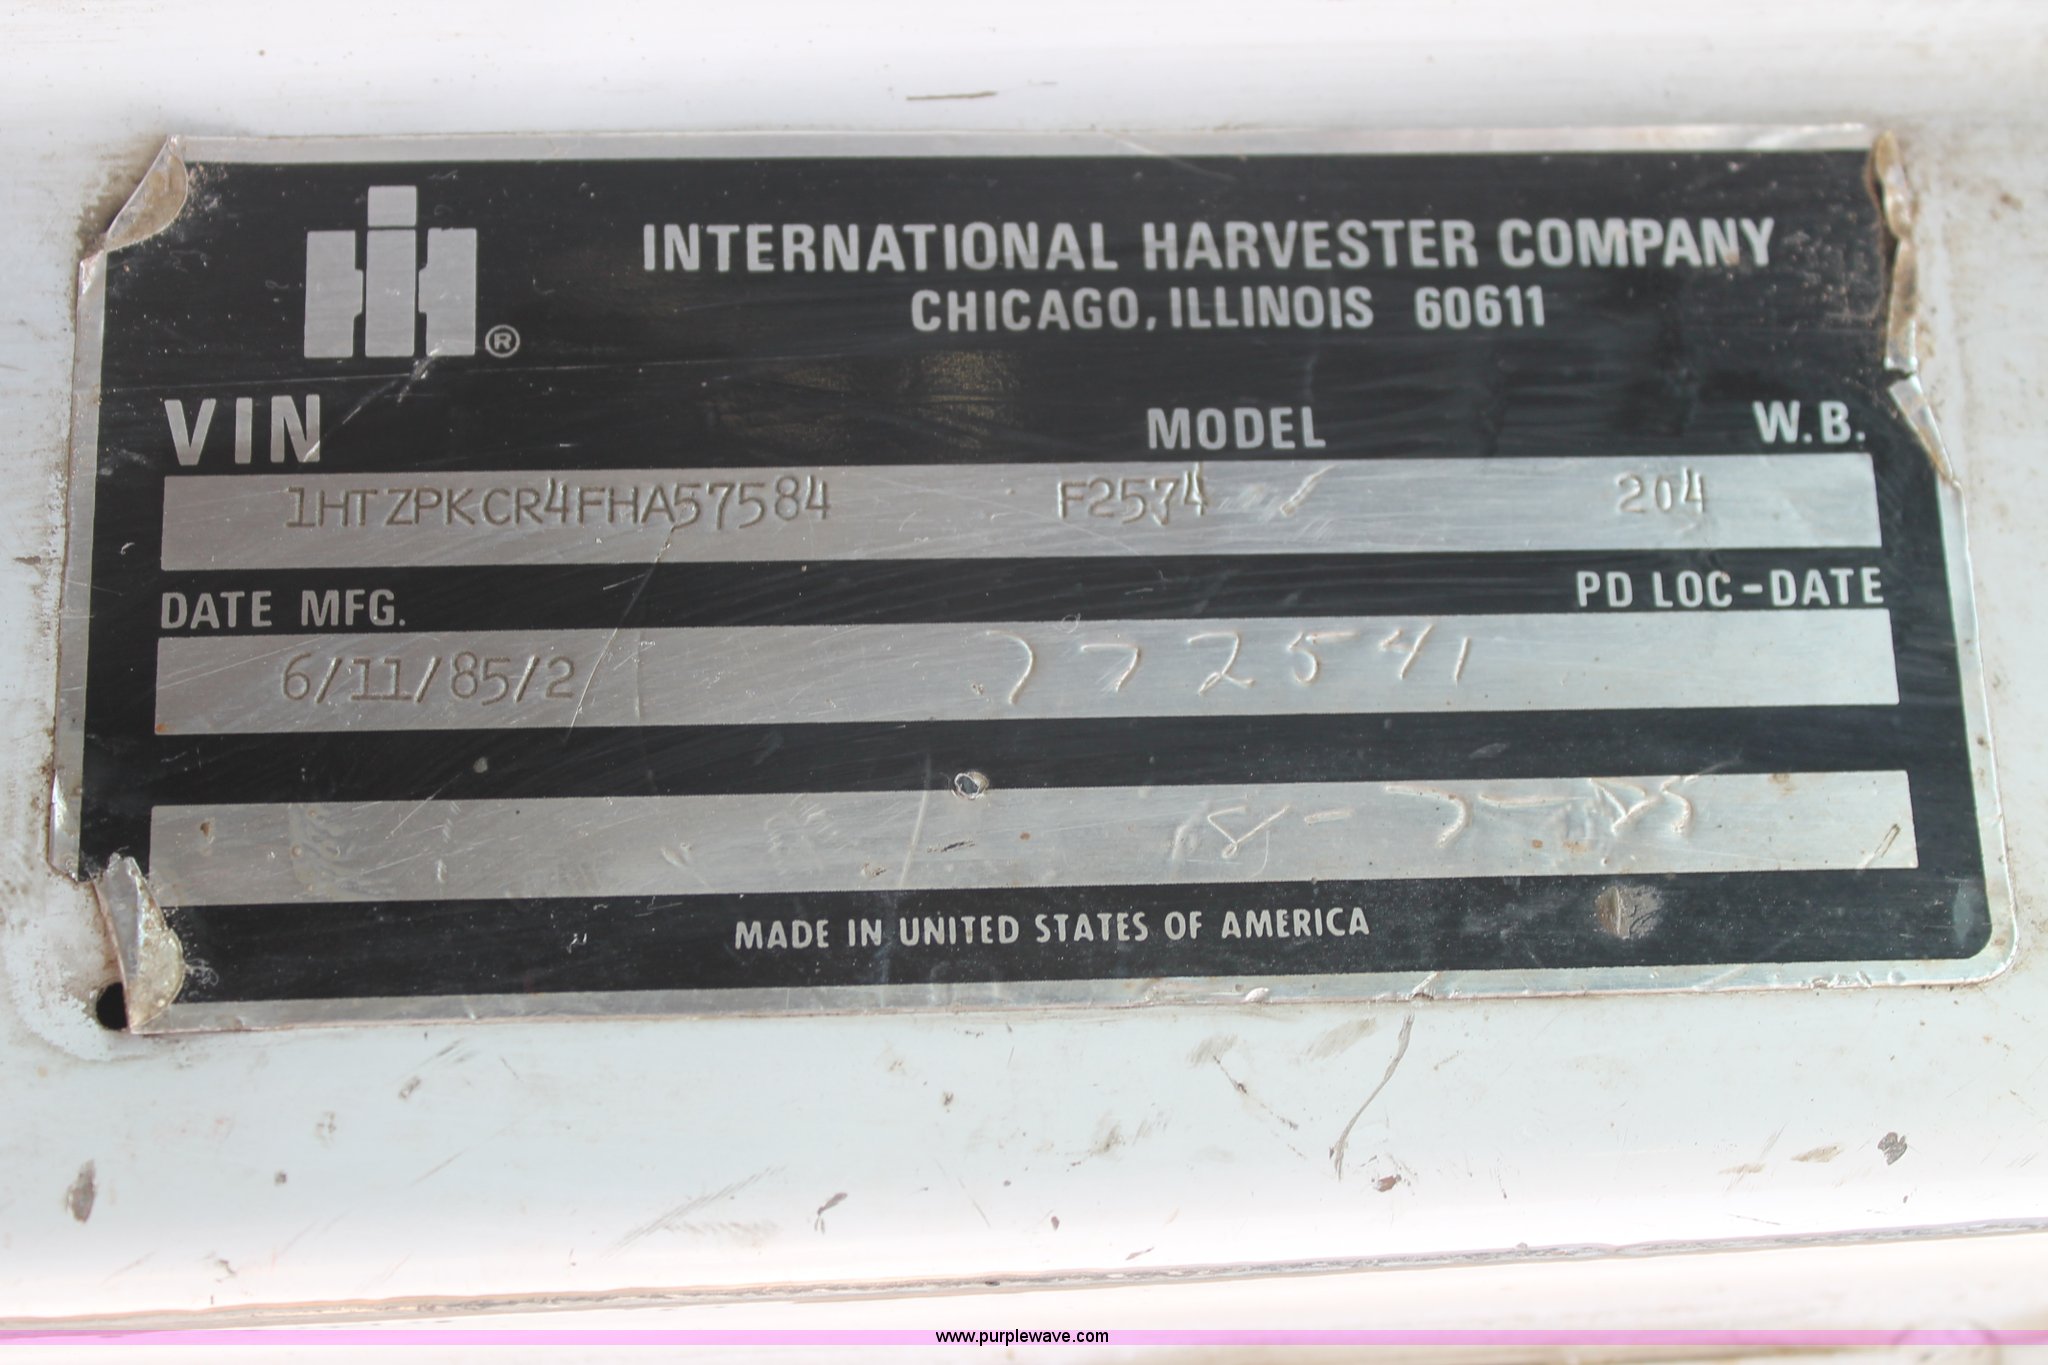 INTERNATIONAL HARVESTER COMPANY
®
CHICAGO, ILLINOIS 60611
VIN MODEL W.B.
1HTZPKCR4FHA57584 F2574 204
DATE MFG. PD LOC-DATE
6/11/85/2 772541
MADE IN UNITED STATES OF AMERICA
www.purplewave.com